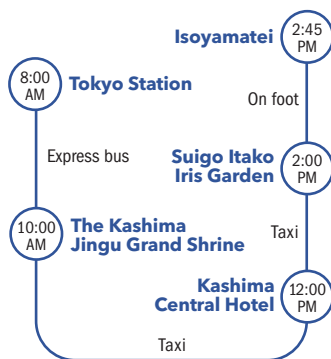 8:00
AM
Tokyo Station
Express bus
10:00
AM
The Kashima
Jingu Grand Shrine
Taxi
12:00
PM
Kashima
Central Hotel
Taxi
2:00
PM
Suigo Itako
Iris Garden
On foot
2:45
PM
Isoyamatei